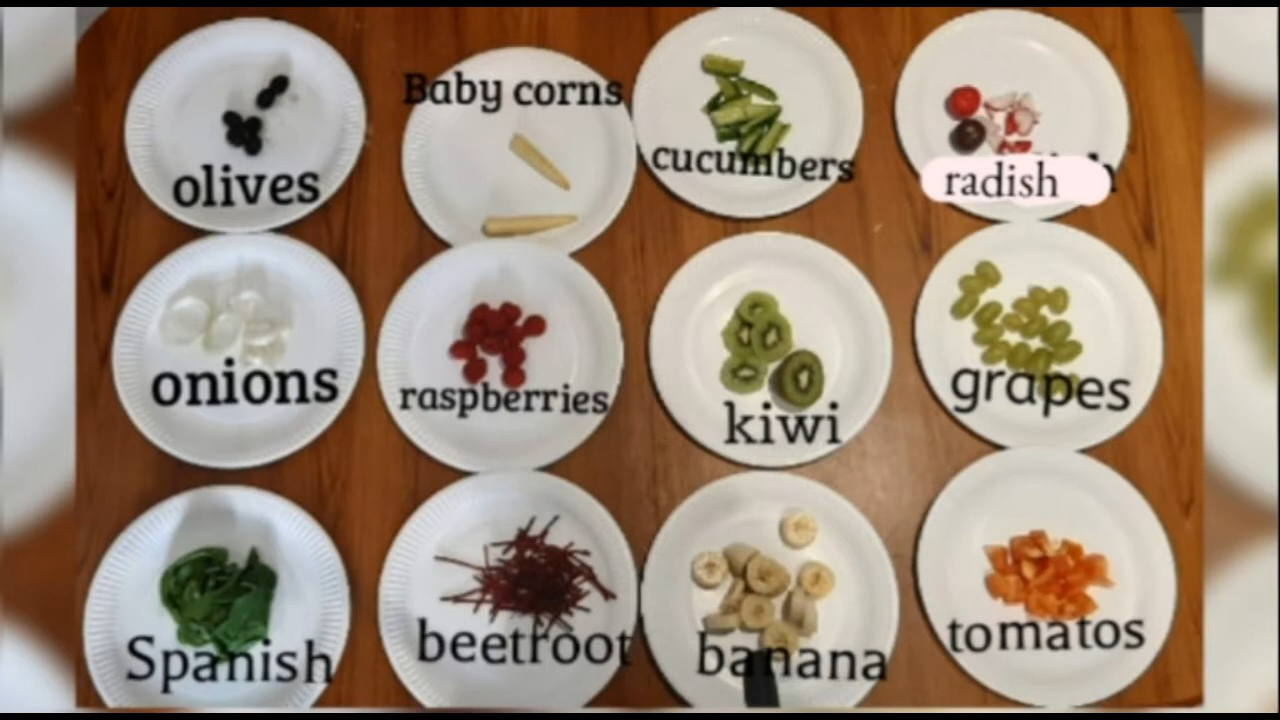 olives
Baby corns
cucumbers
radish
onions
raspberries
kiwi
grapes
Spanish
beetroot
banana
tomatos